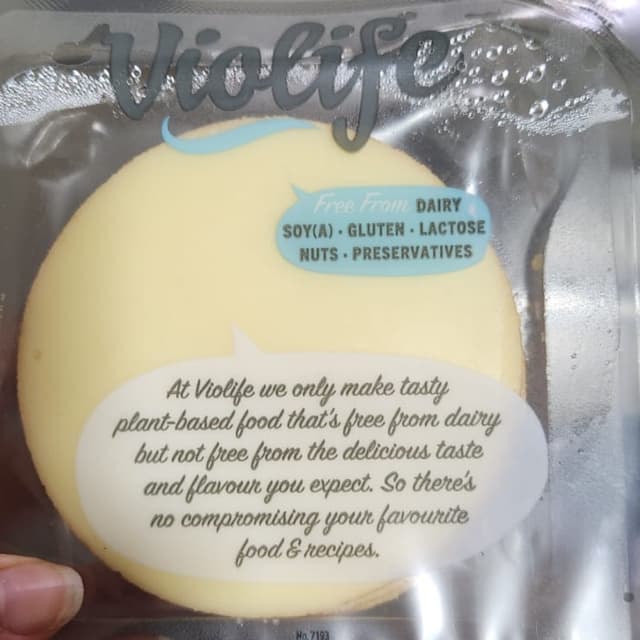 Violife
Free From DAIRY
SOY(A) · GLUTEN · LACTOSE
NUTS · PRESERVATIVES
At Violife we only make tasty
plant-based food that's free from dairy
but not free from the delicious taste
and flavour you expect. So there's
no compromising your favourite
food & recipes.
No 7193